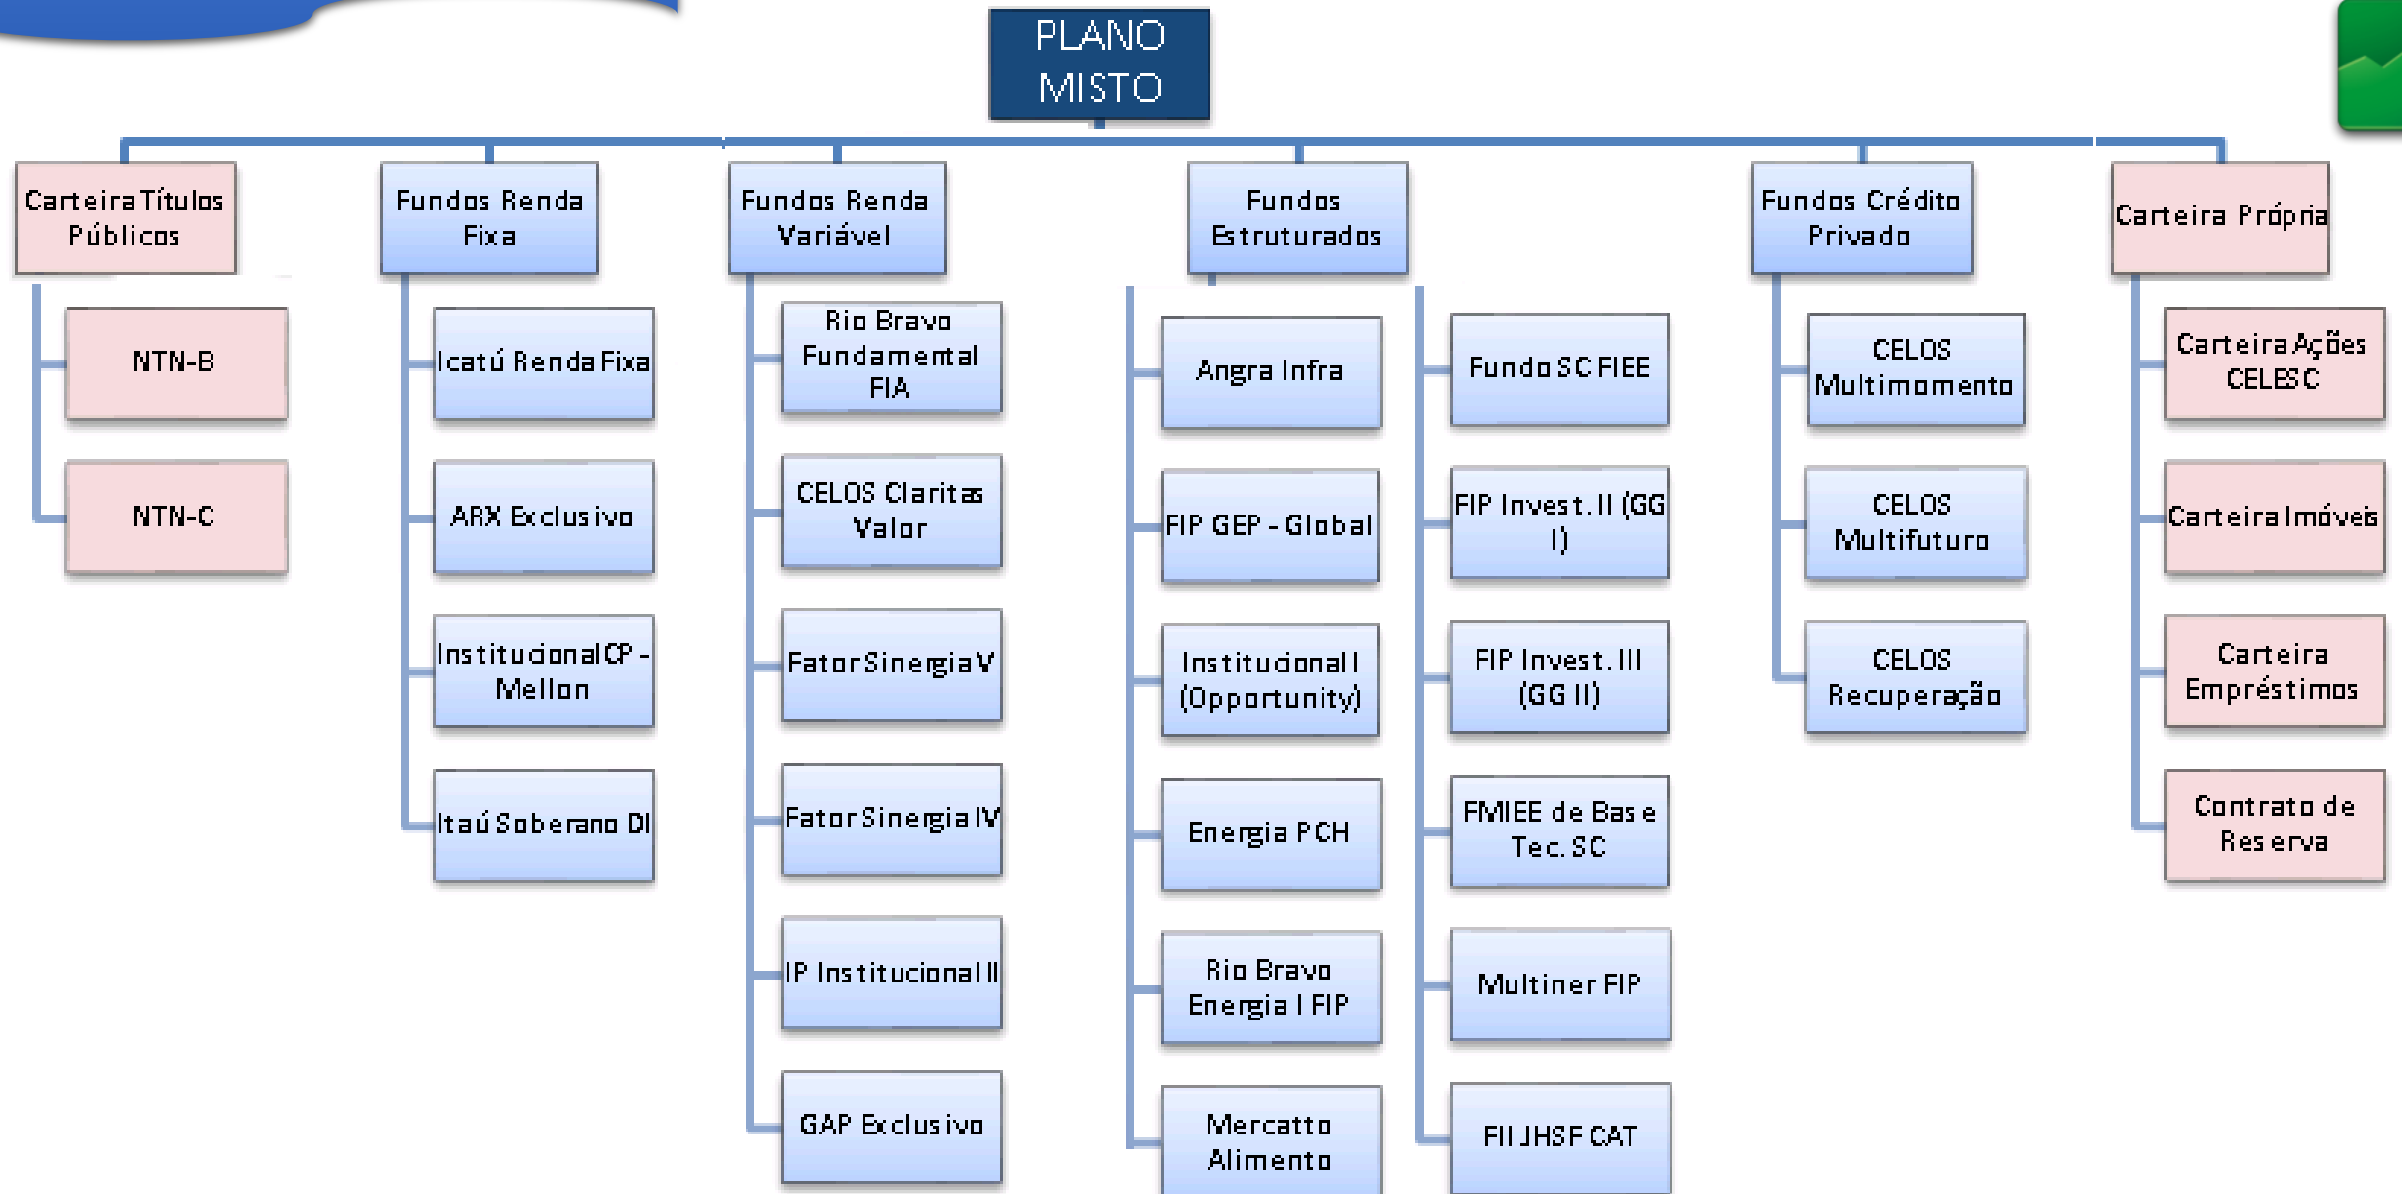 PLANO
MISTO
Carteira Títulos
Públicos
NTN-B
NTN-C
Fundos Renda
Fixa
Icatú Renda Fixa
ARX Exclusivo
Institucional CP -
Mellon
Itaú Soberano DI
Fundos Renda
Variável
Rio Bravo
Fundamental
FIA
CELOS Claritas
Valor
Fator Sinergia V
Fator Sinergia IV
IP Institucional II
GAP Exclusivo
Fundos
Estruturados
Angra Infra
FIP GEP - Global
Institucional I
(Opportunity)
Energia PCH
Rio Bravo
Energia I FIP
Mercatto
Alimento
Fundo SC FIEE
FIP Invest. II (GG
I)
FIP Invest. III
(GG II)
FMIEE de Base
Tec. SC
Multiner FIP
FII JHSF CAT
Fundos Crédito
Privado
CELOS
Multimomento
CELOS
Multifuturo
CELOS
Recuperação
Carteira Própria
Carteira Ações
CELESC
Carteira Imóveis
Carteira
Empréstimos
Contrato de
Reserva